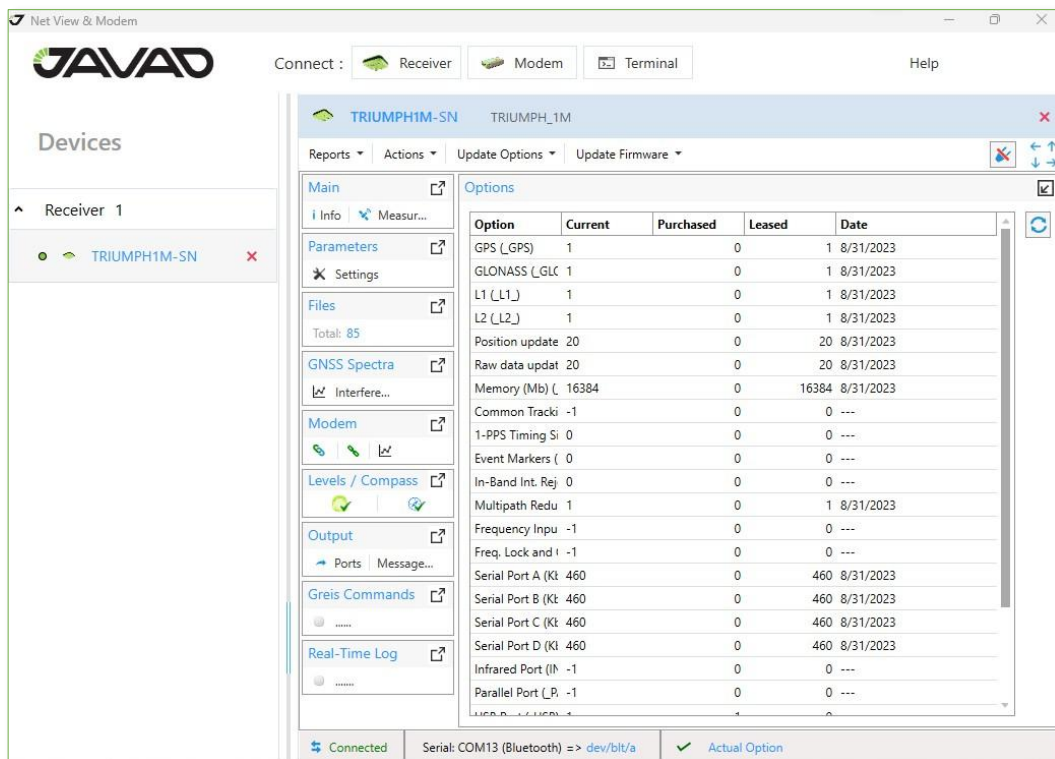 Net View & Modem
JAVAD
Connect : Receiver Modem Terminal Help
Devices
Receiver 1
TRIUMPH1M-SN
TRIUMPH1M-SN TRIUMPH_1M
Reports Actions Update Options Update Firmware
Main
Info Measur...
Parameters
Settings
Files
Total: 85
GNSS Spectra
Interfere...
Modem
Levels / Compass
Output
Ports Message...
Greis Commands
......
Real-Time Log
.......
Options
Option Current Purchased Leased Date
GPS (_GPS) 1 0 1 8/31/2023
GLONASS (_GLC 1 0 1 8/31/2023
L1 (_L1_) 1 0 1 8/31/2023
L2 (_L2_) 1 0 1 8/31/2023
Position update 20 0 20 8/31/2023
Raw data updat 20 0 20 8/31/2023
Memory (Mb) (_ 16384 0 16384 8/31/2023
Common Tracki -1 0 0 ---
1-PPS Timing Si 0 0 0 ---
Event Markers ( 0 0 0 ---
In-Band Int. Rej 0 0 0 ---
Multipath Redu 1 0 1 8/31/2023
Frequency Inpu -1 0 0 ---
Freq. Lock and -1 0 0 ---
Serial Port A (Kb 460 0 460 8/31/2023
Serial Port B (Kb 460 0 460 8/31/2023
Serial Port C (Kb 460 0 460 8/31/2023
Serial Port D (Kb 460 0 460 8/31/2023
Infrared Port (IN -1 0 0 ---
Parallel Port (_P -1 0 0 ---
Connected Serial: COM13 (Bluetooth) => dev/blt/a Actual Option